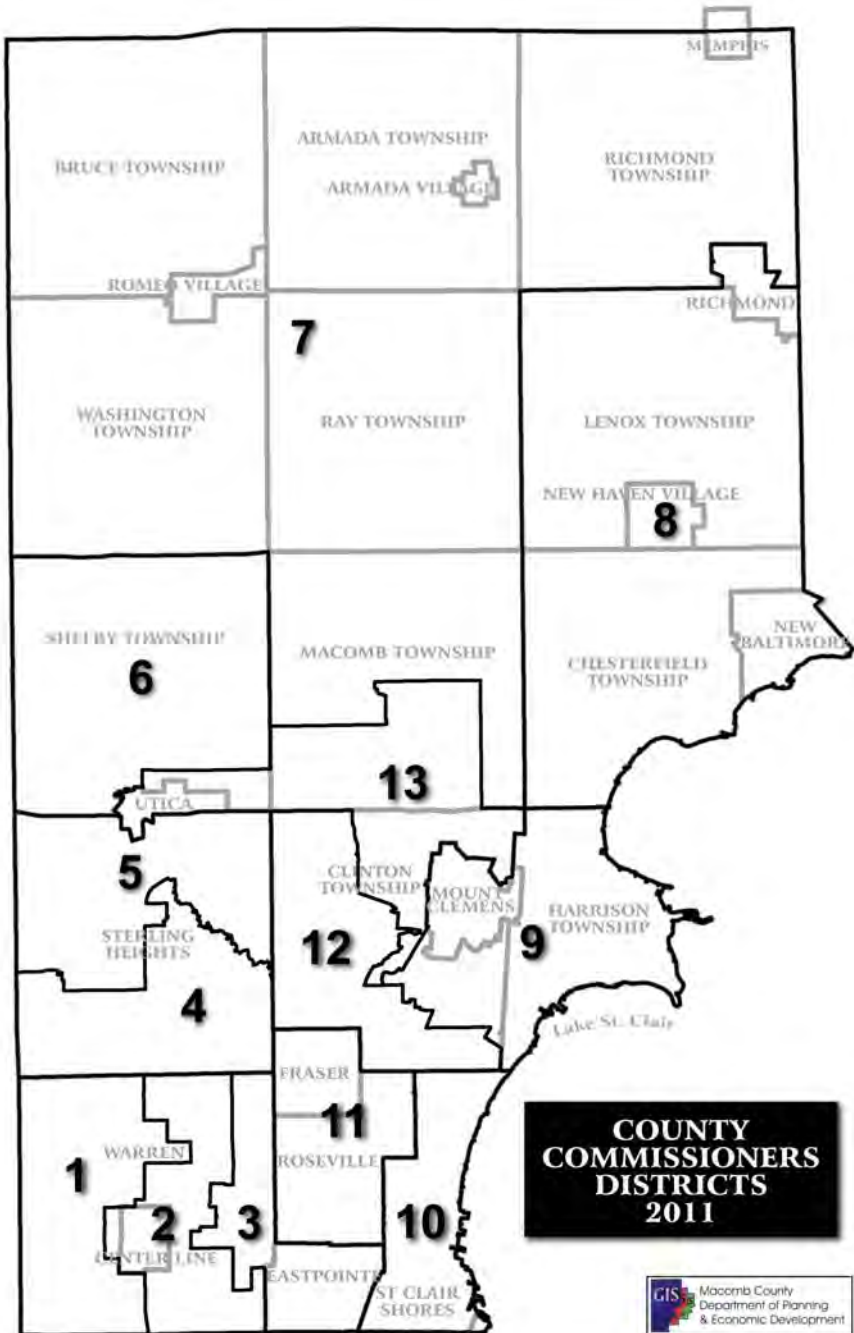 MEMPHIS
ARMADA TOWNSHIP
BRUCE TOWNSHIP
RICHMOND
TOWNSHIP
ARMADA VILLAGE
ROMEO VILLAGE
RICHMOND
7
WASHINGTON
TOWNSHIP
RAY TOWNSHIP
LENOX TOWNSHIP
NEW HAVEN VILLAGE
8
SHELBY TOWNSHIP
6
MACOMB TOWNSHIP
NEW
BALTIMORE
CHESTERFIELD
TOWNSHIP
13
UTICA
5
CLINTON
TOWNSHIP
MOUNT
CLEMENS
HARRISON
TOWNSHIP
STERLING
HEIGHTS
12
9
4
Lake St. Clair
FRASER
11
WARREN
ROSEVILLE
1
2
3
10
CENTER LINE
EASTPOINTE
ST CLAIR
SHORES
COUNTY
COMMISSIONERS
DISTRICTS
2011
GIS
Macomb County
Department of Planning
& Economic Development